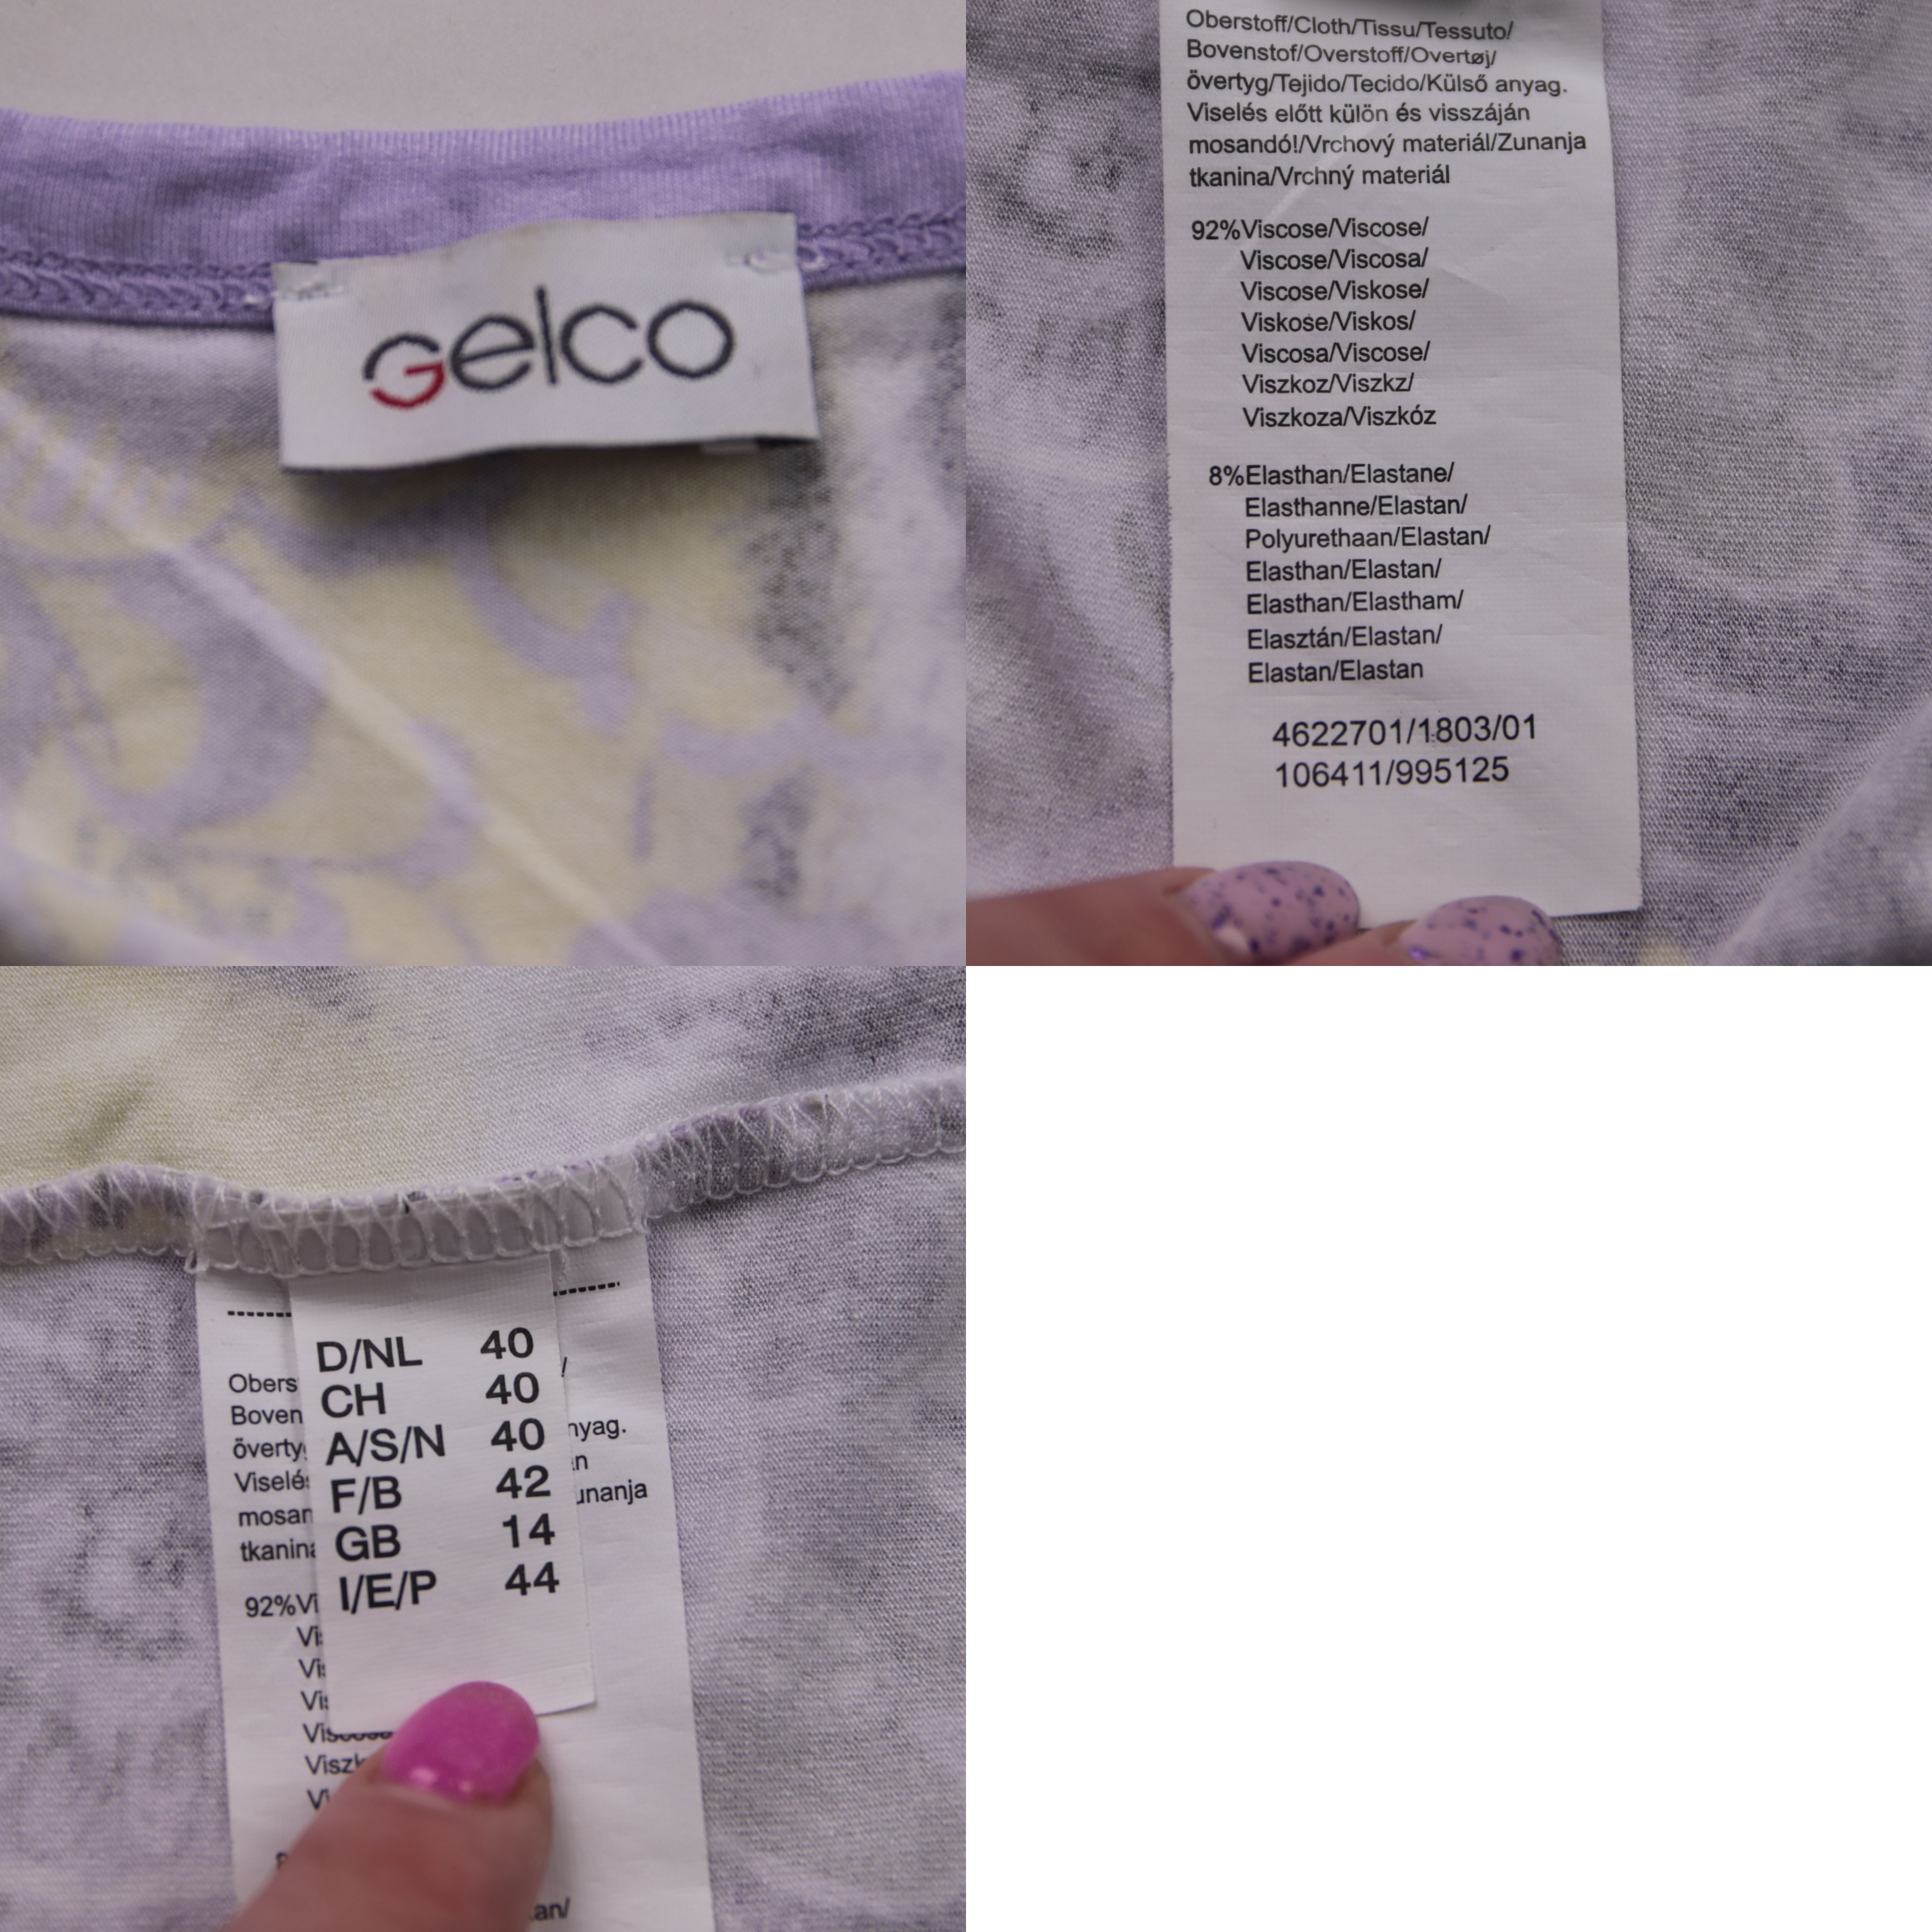 Gelco
Oberstoff/Cloth/Tissu/Tessuto/
Bovenstof/Overstoff/Overtøj/
övertyg/Tejido/Tecido/Külső anyag.
Viselés előtt külön és visszáján
mosandó!/Vrchový materiál/Zunanja
tkanina/Vrchný materiál
92%Viscose/Viscose/
Viscose/Viscosa/
Viscose/Viskose/
Viskose/Viskos/
Viscosa/Viscose/
Viszkoz/Viszkz/
Viszkoza/Viszkóz
8%Elasthan/Elastane/
Elasthanne/Elastan/
Polyurethaan/Elastan/
Elasthan/Elastan/
Elasthan/Elastham/
Elasztán/Elastan/
Elastan/Elastan
4622701/1803/01
106411/995125
D/NL 40
CH 40
A/S/N 40
F/B 42
GB 14
I/E/P 44
92%